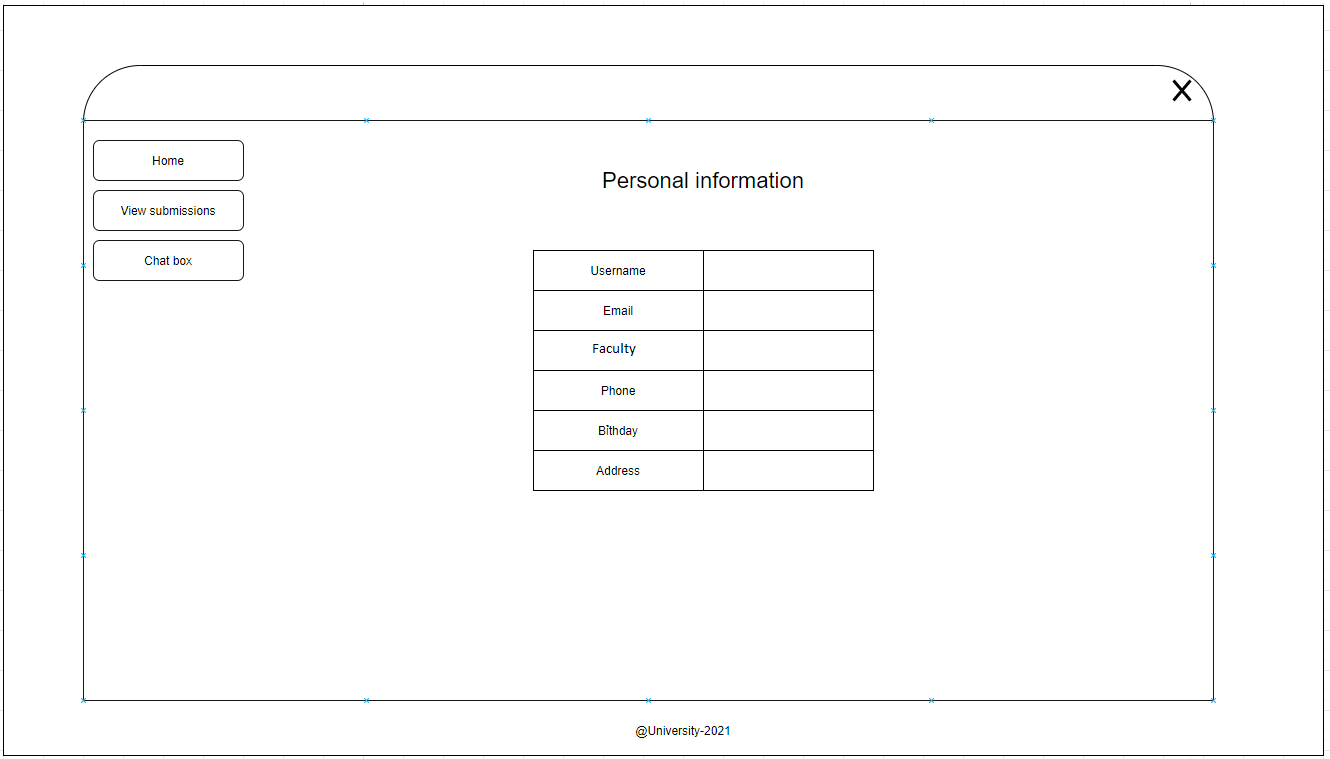 X
Home
View submissions
Chat box
Personal information
Username
Email
Faculty
Phone
Bithday
Address
@University-2021